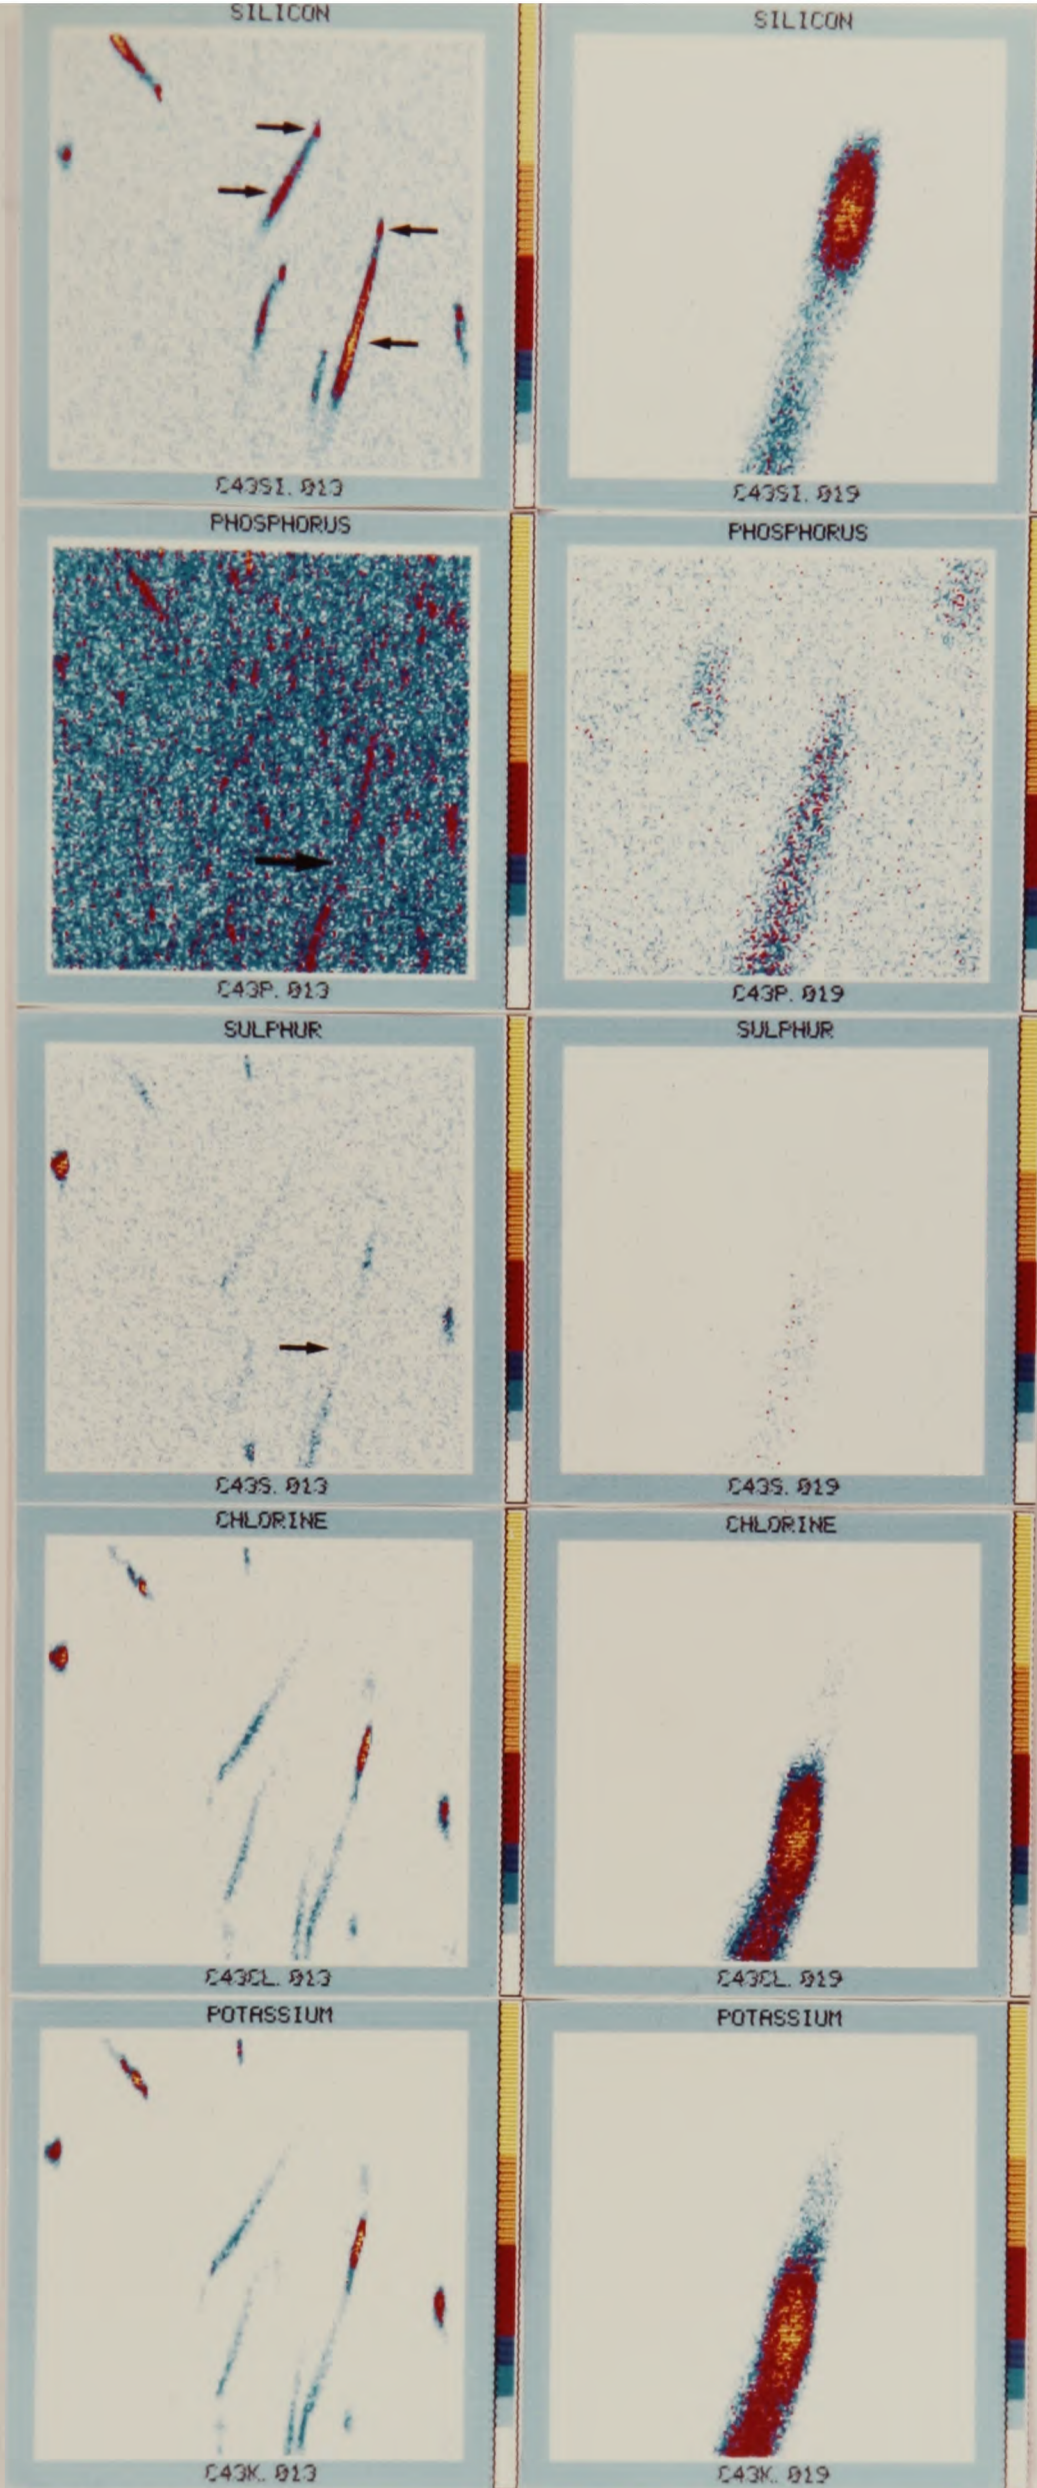 SILICON
SILICON
C43SI.013
C43SI.019
PHOSPHORUS
PHOSPHORUS
C43P.013
C43P.019
SULPHUR
SULPHUR
C43S.013
C43S.019
CHLORINE
CHLORINE
C43CL.013
C43CL.019
POTASSIUM
POTASSIUM
C43K.013
C43K.019